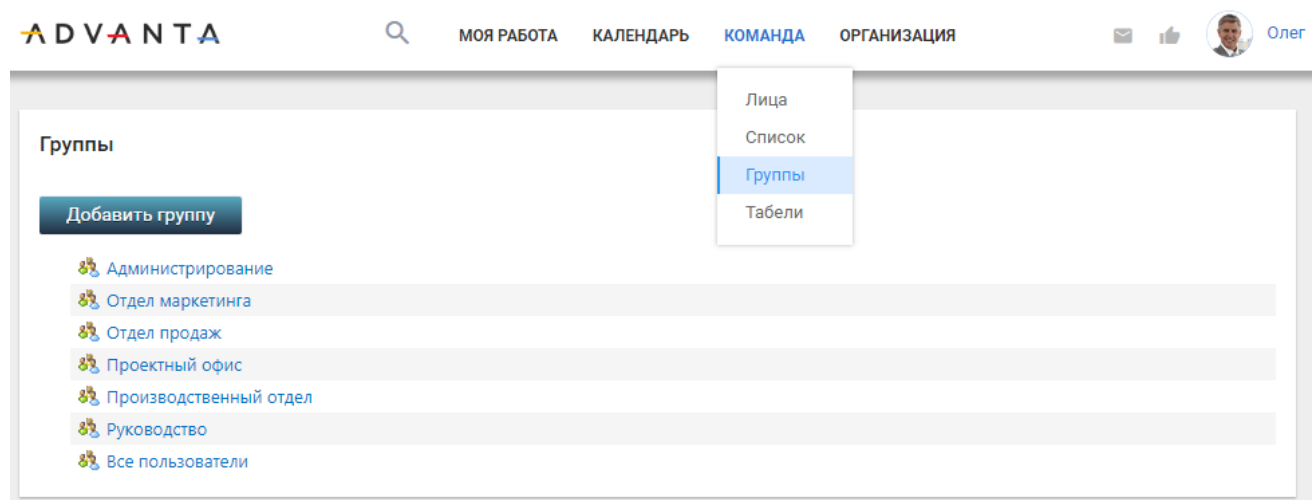 ADVANTA МОЯ РАБОТА КАЛЕНДАРЬ КОМАНДА ОРГАНИЗАЦИЯ Олег
Лица
Список
Группы
Табели
Группы
Добавить группу
Администрирование
Отдел маркетинга
Отдел продаж
Проектный офис
Производственный отдел
Руководство
Все пользователи